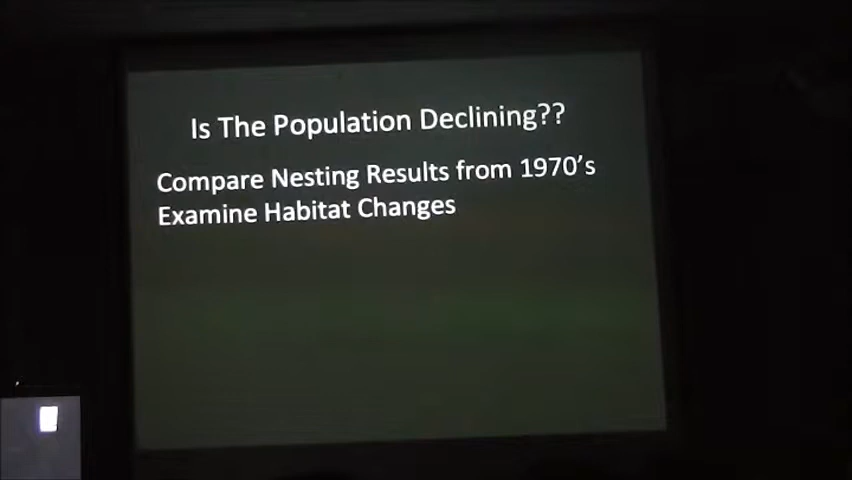 Is The Population Declining??
Compare Nesting Results from 1970's
Examine Habitat Changes